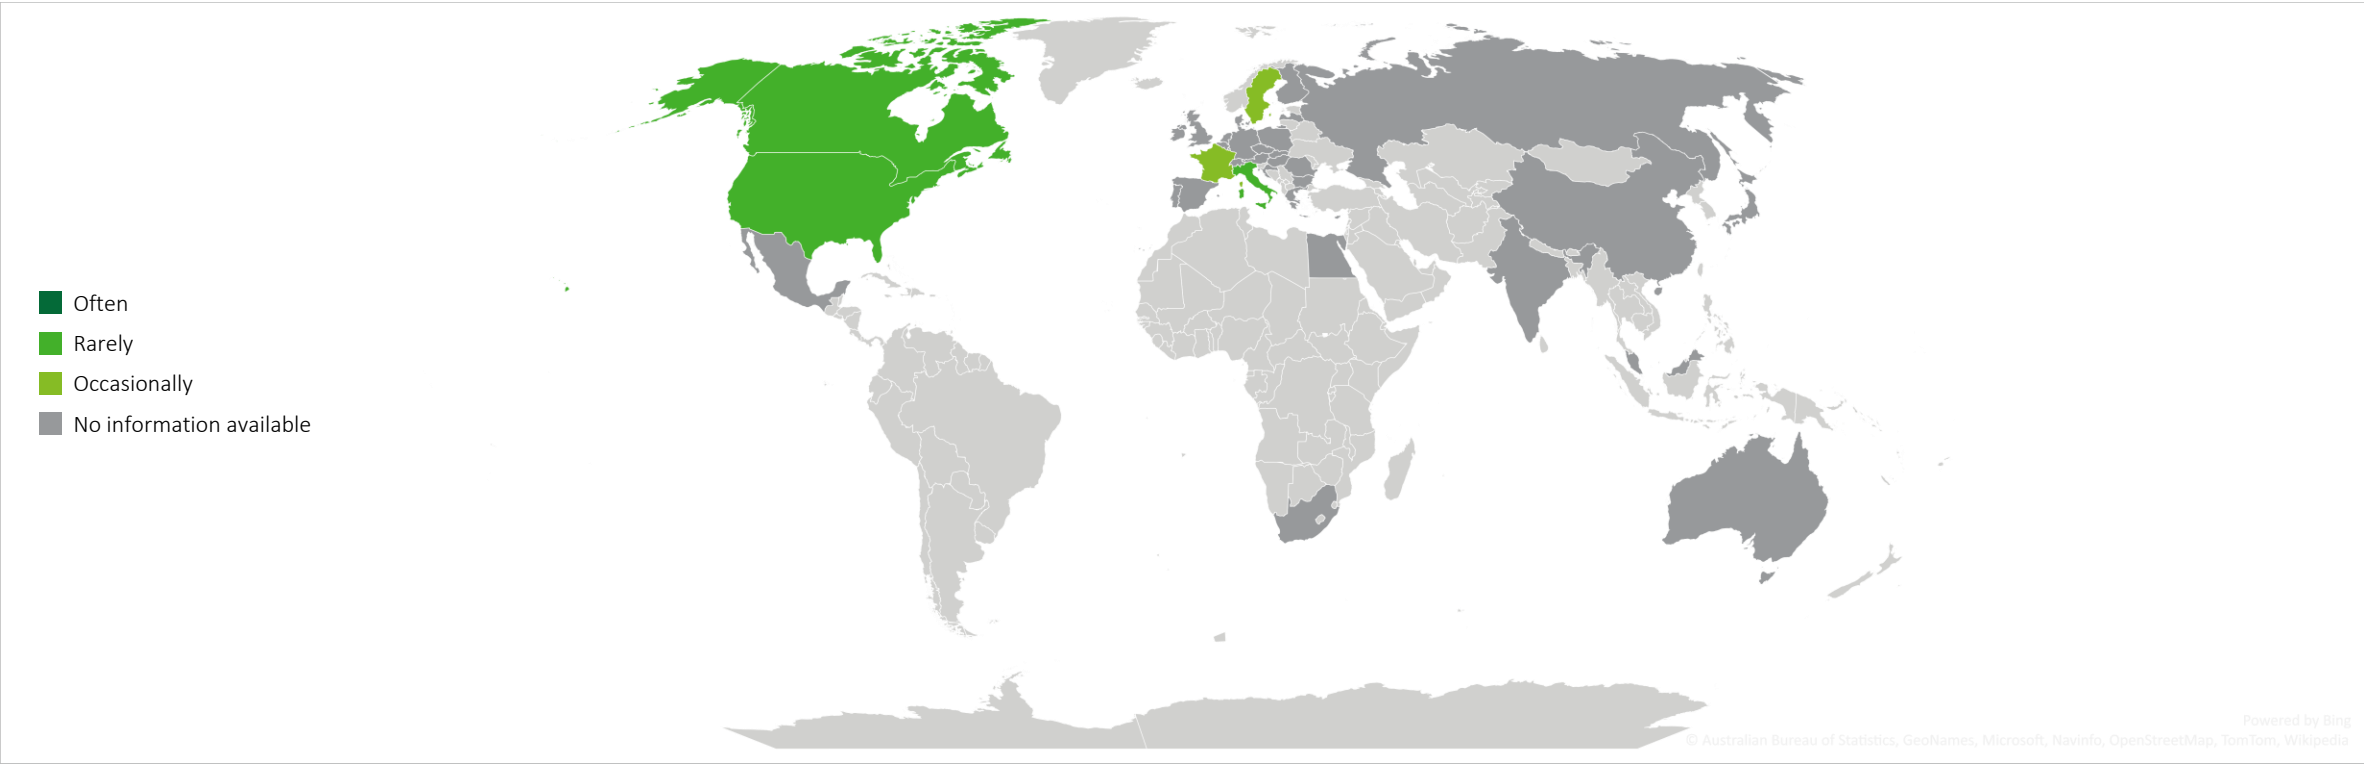 Often
Rarely
Occasionally
No information available
Powered by Bing
© Australian Bureau of Statistics, GeoNames, Microsoft, Navinfo, OpenStreetMap, TomTom, Wikipedia